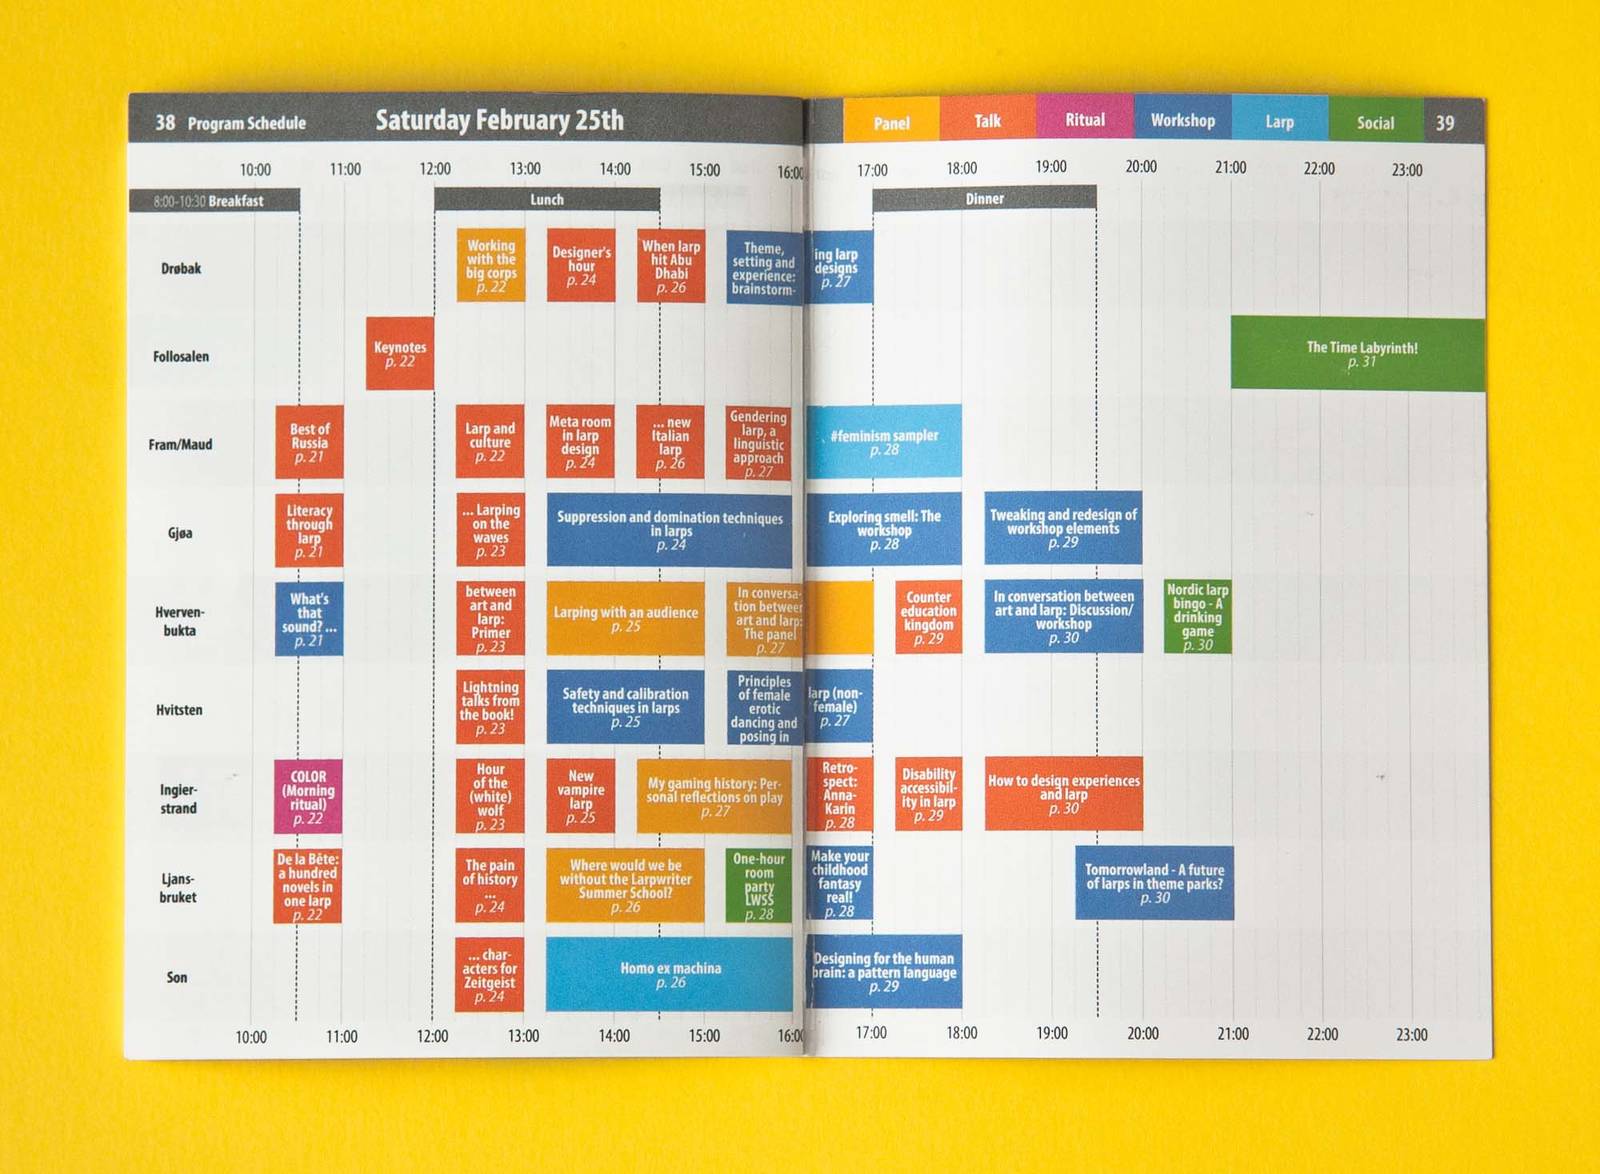 38 Program Schedule Saturday February 25th
Panel Talk Ritual Workshop Larp Social 39
10:00 11:00 12:00 13:00 14:00 15:00 16:00 17:00 18:00 19:00 20:00 21:00 22:00 23:00
8:00-10:30 Breakfast
Lunch
Dinner
Drøbak
Working
with the
big corps
p. 22
Designer's
hour
p. 24
When larp
hit Abu
Dhabi
p. 26
Theme,
setting and
experience:
brainstorm-
ing larp
designs
p. 27
Follosalen
Keynotes
p. 22
The Time Labyrinth!
p. 31
Fram/Maud
Best of
Russia
p. 21
Larp and
culture
p. 22
Meta room
in larp
design
p. 24
... new
Italian
larp
p. 26
Gendering
larp, a
linguistic
approach
p. 27
#feminism sampler
p. 28
Gjøa
Literacy
through
larp
p. 21
... Larping
on the
waves
p. 23
Suppression and domination techniques
in larps
p. 24
Exploring smell: The
workshop
p. 28
Tweaking and redesign of
workshop elements
p. 29
Hverven-
bukta
What's
that
sound? ...
p. 21
between
art and
larp:
Primer
p. 23
Larping with an audience
p. 25
In conversa-
tion between
art and larp:
The panel
p. 27
Counter
education
kingdom
p. 29
In conversation between
art and larp: Discussion/
workshop
p. 30
Nordic larp
bingo - A
drinking
game
p. 30
Hvitsten
Lightning
talks from
the book!
p. 23
Safety and calibration
techniques in larps
p. 25
Principles
of female
erotic
dancing and
posing in
larp (non-
female)
p. 27
Ingier-
strand
COLOR
(Morning
ritual)
p. 22
Hour
of the
(white)
wolf
p. 23
New
vampire
larp
p. 25
My gaming history: Per-
sonal reflections on play
p. 27
Retro-
spect:
Anna-
Karin
p. 28
Disability
accessibil-
ity in larp
p. 29
How to design experiences
and larp
p. 30
Ljans-
bruket
De la Bête:
a hundred
novels in
one larp
p. 22
The pain
of history
...
p. 24
Where would we be
without the Larpwriter
Summer School?
p. 26
One-hour
room
party
LWSS
p. 28
Make your
childhood
fantasy
real!
p. 28
Tomorrowland - A future
of larps in theme parks?
p. 30
Son
... char-
acters for
Zeitgeist
p. 24
Homo ex machina
p. 26
Designing for the human
brain: a pattern language
p. 29
10:00 11:00 12:00 13:00 14:00 15:00 16:00 17:00 18:00 19:00 20:00 21:00 22:00 23:00